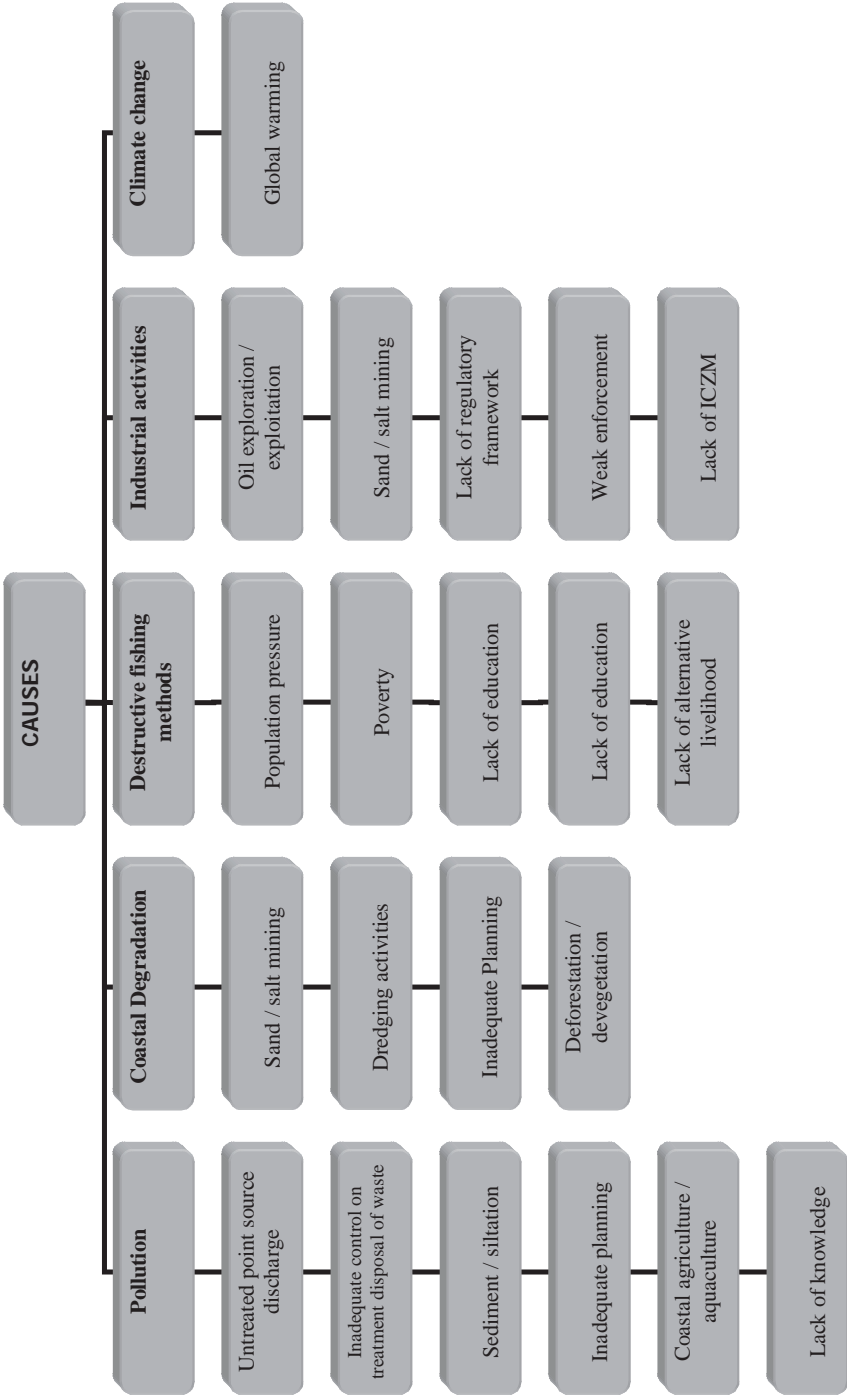 CAUSES
Pollution
Untreated point source
discharge
Inadequate control on
treatment disposal of waste
Sediment / siltation
Inadequate planning
Coastal agriculture /
aquaculture
Lack of knowledge
Coastal Degradation
Sand / salt mining
Dredging activities
Inadequate Planning
Deforestation /
devegetation
Destructive fishing
methods
Population pressure
Poverty
Lack of education
Lack of education
Lack of alternative
livelihood
Industrial activities
Oil exploration /
exploitation
Sand / salt mining
Lack of regulatory
framework
Weak enforcement
Lack of ICZM
Climate change
Global warming